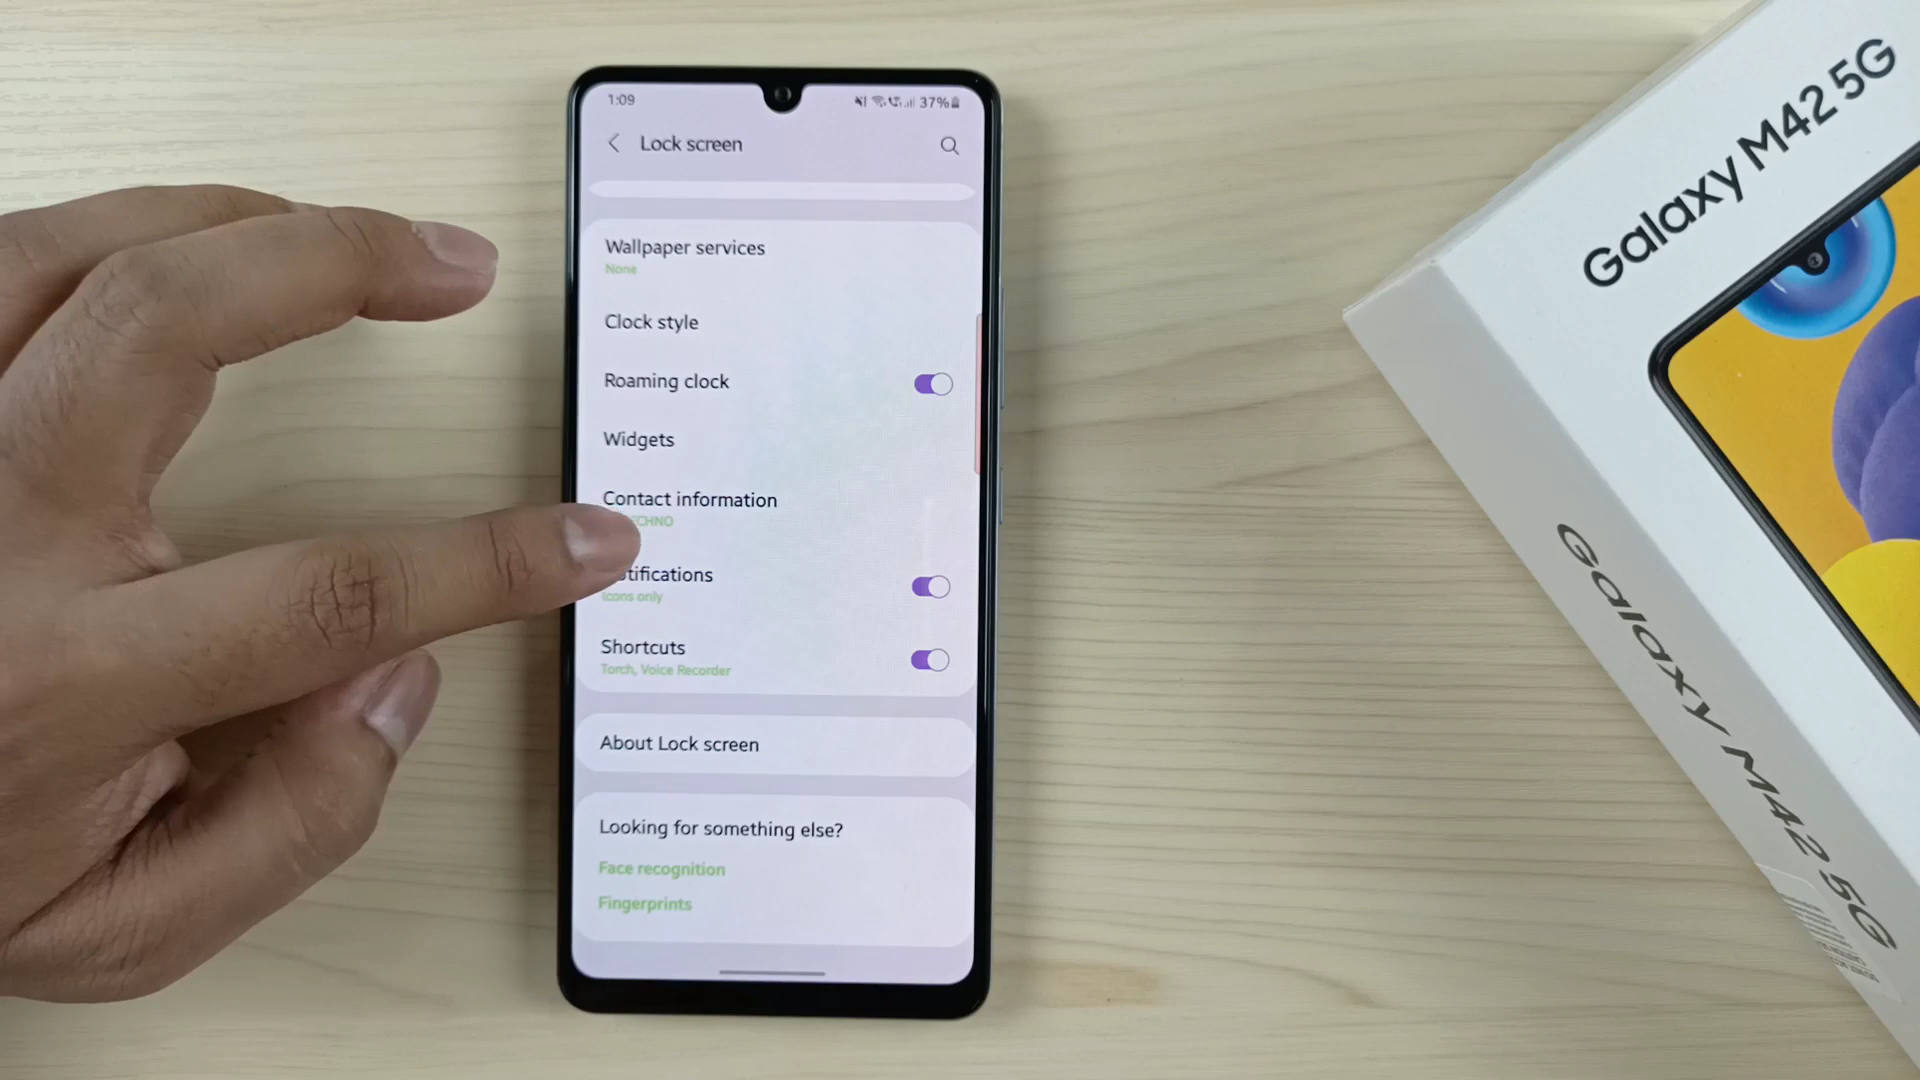 1:09
37%
Lock screen
Wallpaper services
None
Clock style
Roaming clock
Widgets
Contact information
CHNO
tifications
Icons only
Shortcuts
Torch, Voice Recorder
About Lock screen
Looking for something else?
Face recognition
Fingerprints
Galaxy M42 5G
Galaxy M42 5G